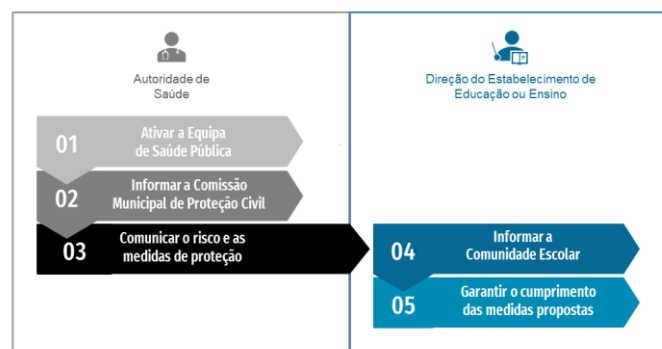 Autoridade de
Saúde
Direção do Estabelecimento de
Educação ou Ensino
01
Ativar a Equipa
de Saúde Pública
02
Informar a Comissão
Municipal de Proteção Civil
03
Comunicar o risco e as
medidas de proteção
04
Informar a
Comunidade Escolar
05
Garantir o cumprimento
das medidas propostas